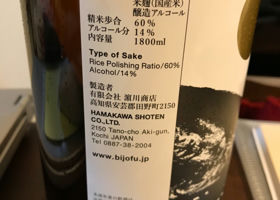 米麹(国産米)
醸造アルコール
精米歩合 60%
アルコール分 14%
内容量 1800ml
Type of Sake
Rice Polishing Ratio/60%
Alcohol/14%
製造者
有限会社 濵川商店
高知県安芸郡田野町2150
HAMAKAWA SHOTEN
CO.,LTD.
2150 Tano-cho Aki-gun,
Kochi JAPAN
Tel 0887-38-2004
www.bijofu.jp